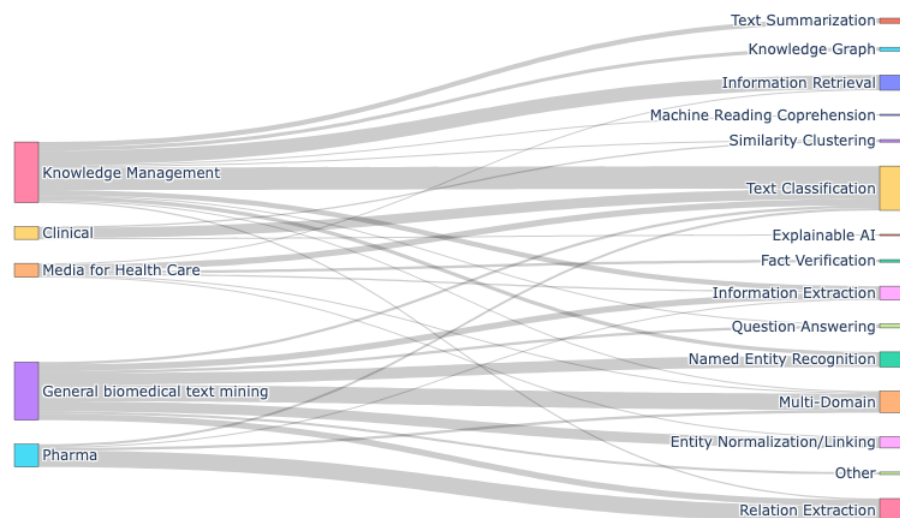 Text Summarization
Knowledge Graph
Information Retrieval
Machine Reading Coprehension
Similarity Clustering
Knowledge Management
Text Classification
Clinical
Explainable AI
Fact Verification
Media for Health Care
Information Extraction
Question Answering
Named Entity Recognition
General biomedical text mining
Multi-Domain
Entity Normalization/Linking
Pharma
Other
Relation Extraction